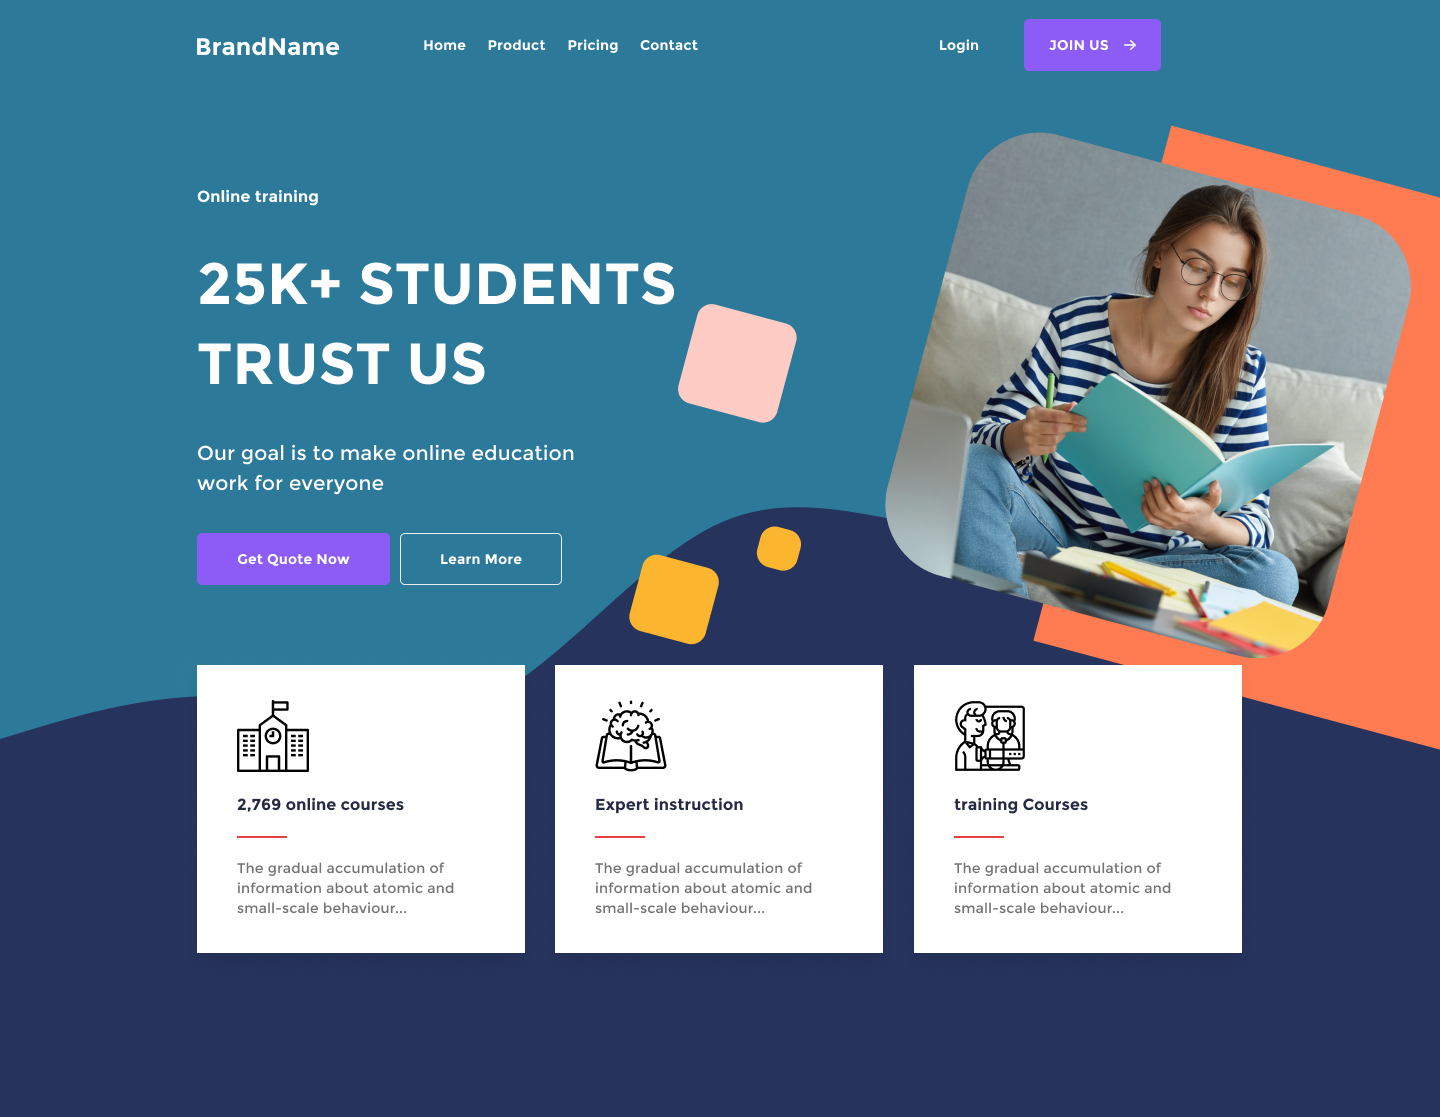 BrandName
Home
Product
Pricing
Contact
Login
JOIN US
Online training
25K+ STUDENTS
TRUST US
Our goal is to make online education
work for everyone
Get Quote Now
Learn More
2,769 online courses
The gradual accumulation of
information about atomic and
small-scale behaviour...
Expert instruction
The gradual accumulation of
information about atomic and
small-scale behaviour...
training Courses
The gradual accumulation of
information about atomic and
small-scale behaviour...